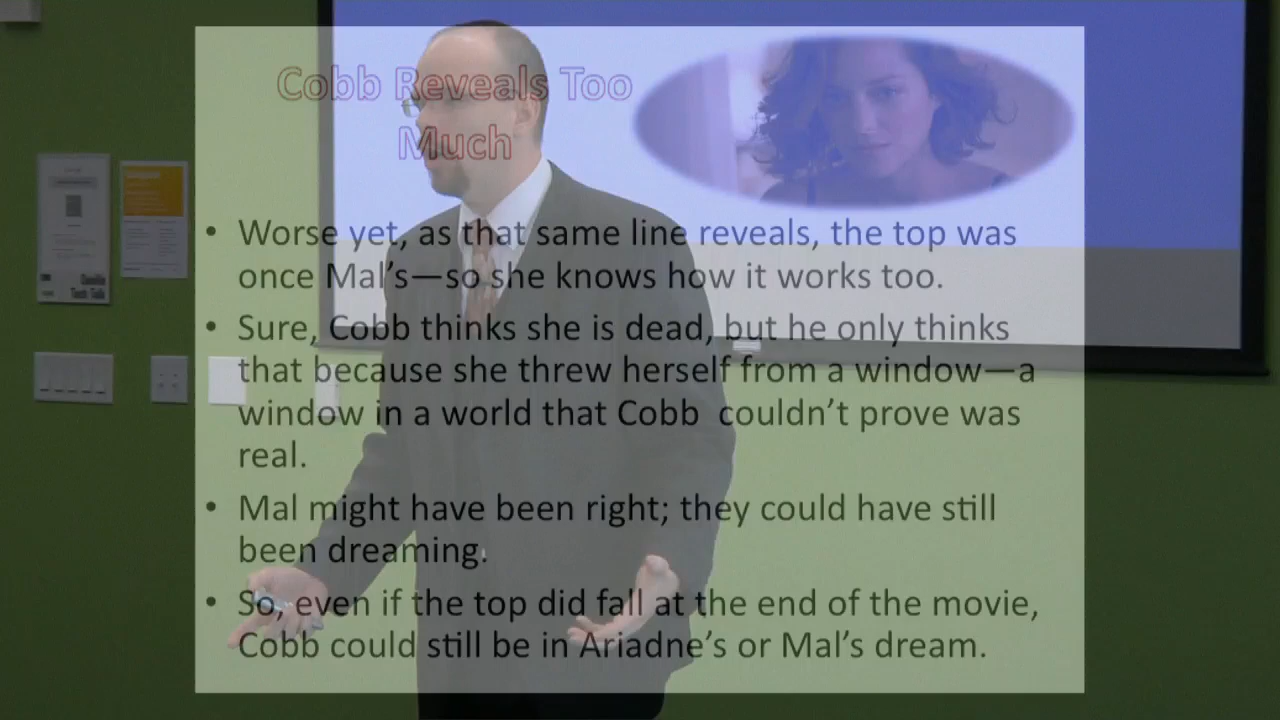 Cobb Reveals Too
Much
• Worse yet, as that same line reveals, the top was
once Mal's—so she knows how it works too.
• Sure, Cobb thinks she is dead, but he only thinks
that because she threw herself from a window—a
window in a world that Cobb couldn't prove was
real.
• Mal might have been right; they could have still
been dreaming.
• So, even if the top did fall at the end of the movie,
Cobb could still be in Ariadne's or Mal's dream.